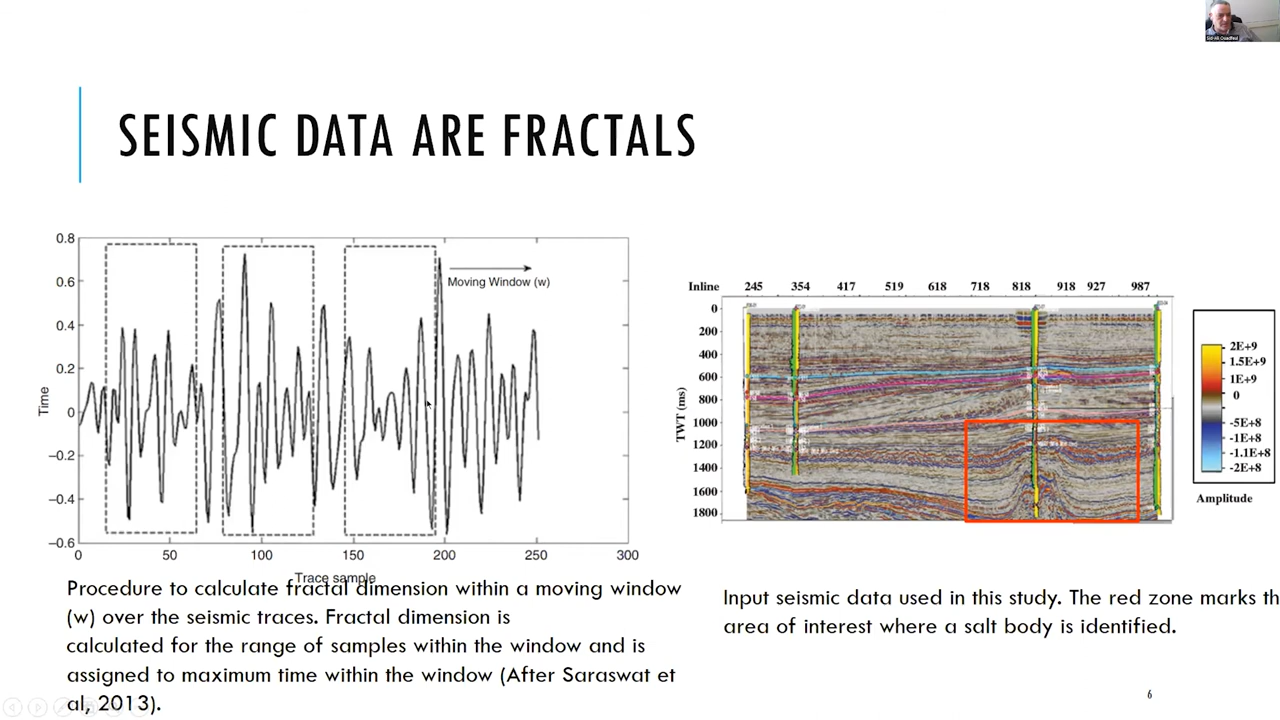 Sid-Ali Ouadfeul
SEISMIC DATA ARE FRACTALS
0.8
0.6
0.4
0.2
0
−0.2
−0.4
−0.6
Time
0 50 100 150 200 250 300
Trace sample
Moving Window (w)
Procedure to calculate fractal dimension within a moving window
(w) over the seismic traces. Fractal dimension is
calculated for the range of samples within the window and is
assigned to maximum time within the window (After Saraswat et
al, 2013).
Inline 245 354 417 519 618 718 818 918 927 987
0
200
400
600
800
1000
1200
1400
1600
1800
TWT (ms)
2E+9
1.5E+9
1E+9
0
-5E+8
-1E+8
-1.1E+8
-2E+8
Amplitude
Input seismic data used in this study. The red zone marks th
area of interest where a salt body is identified.
6